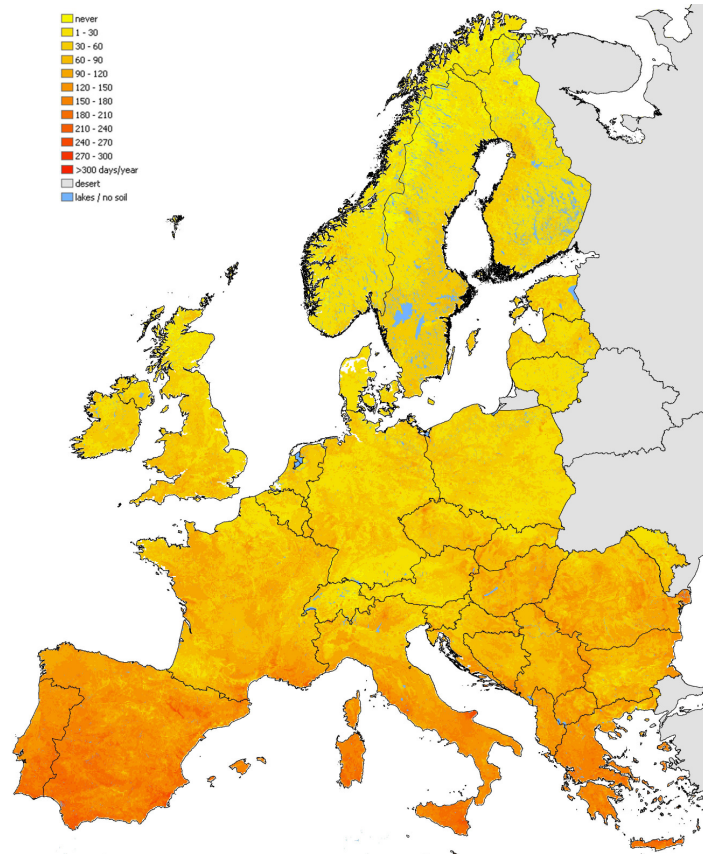 never
1 - 30
30 - 60
60 - 90
90 - 120
120 - 150
150 - 180
180 - 210
210 - 240
240 - 270
270 - 300
>300 days/year
desert
lakes / no soil